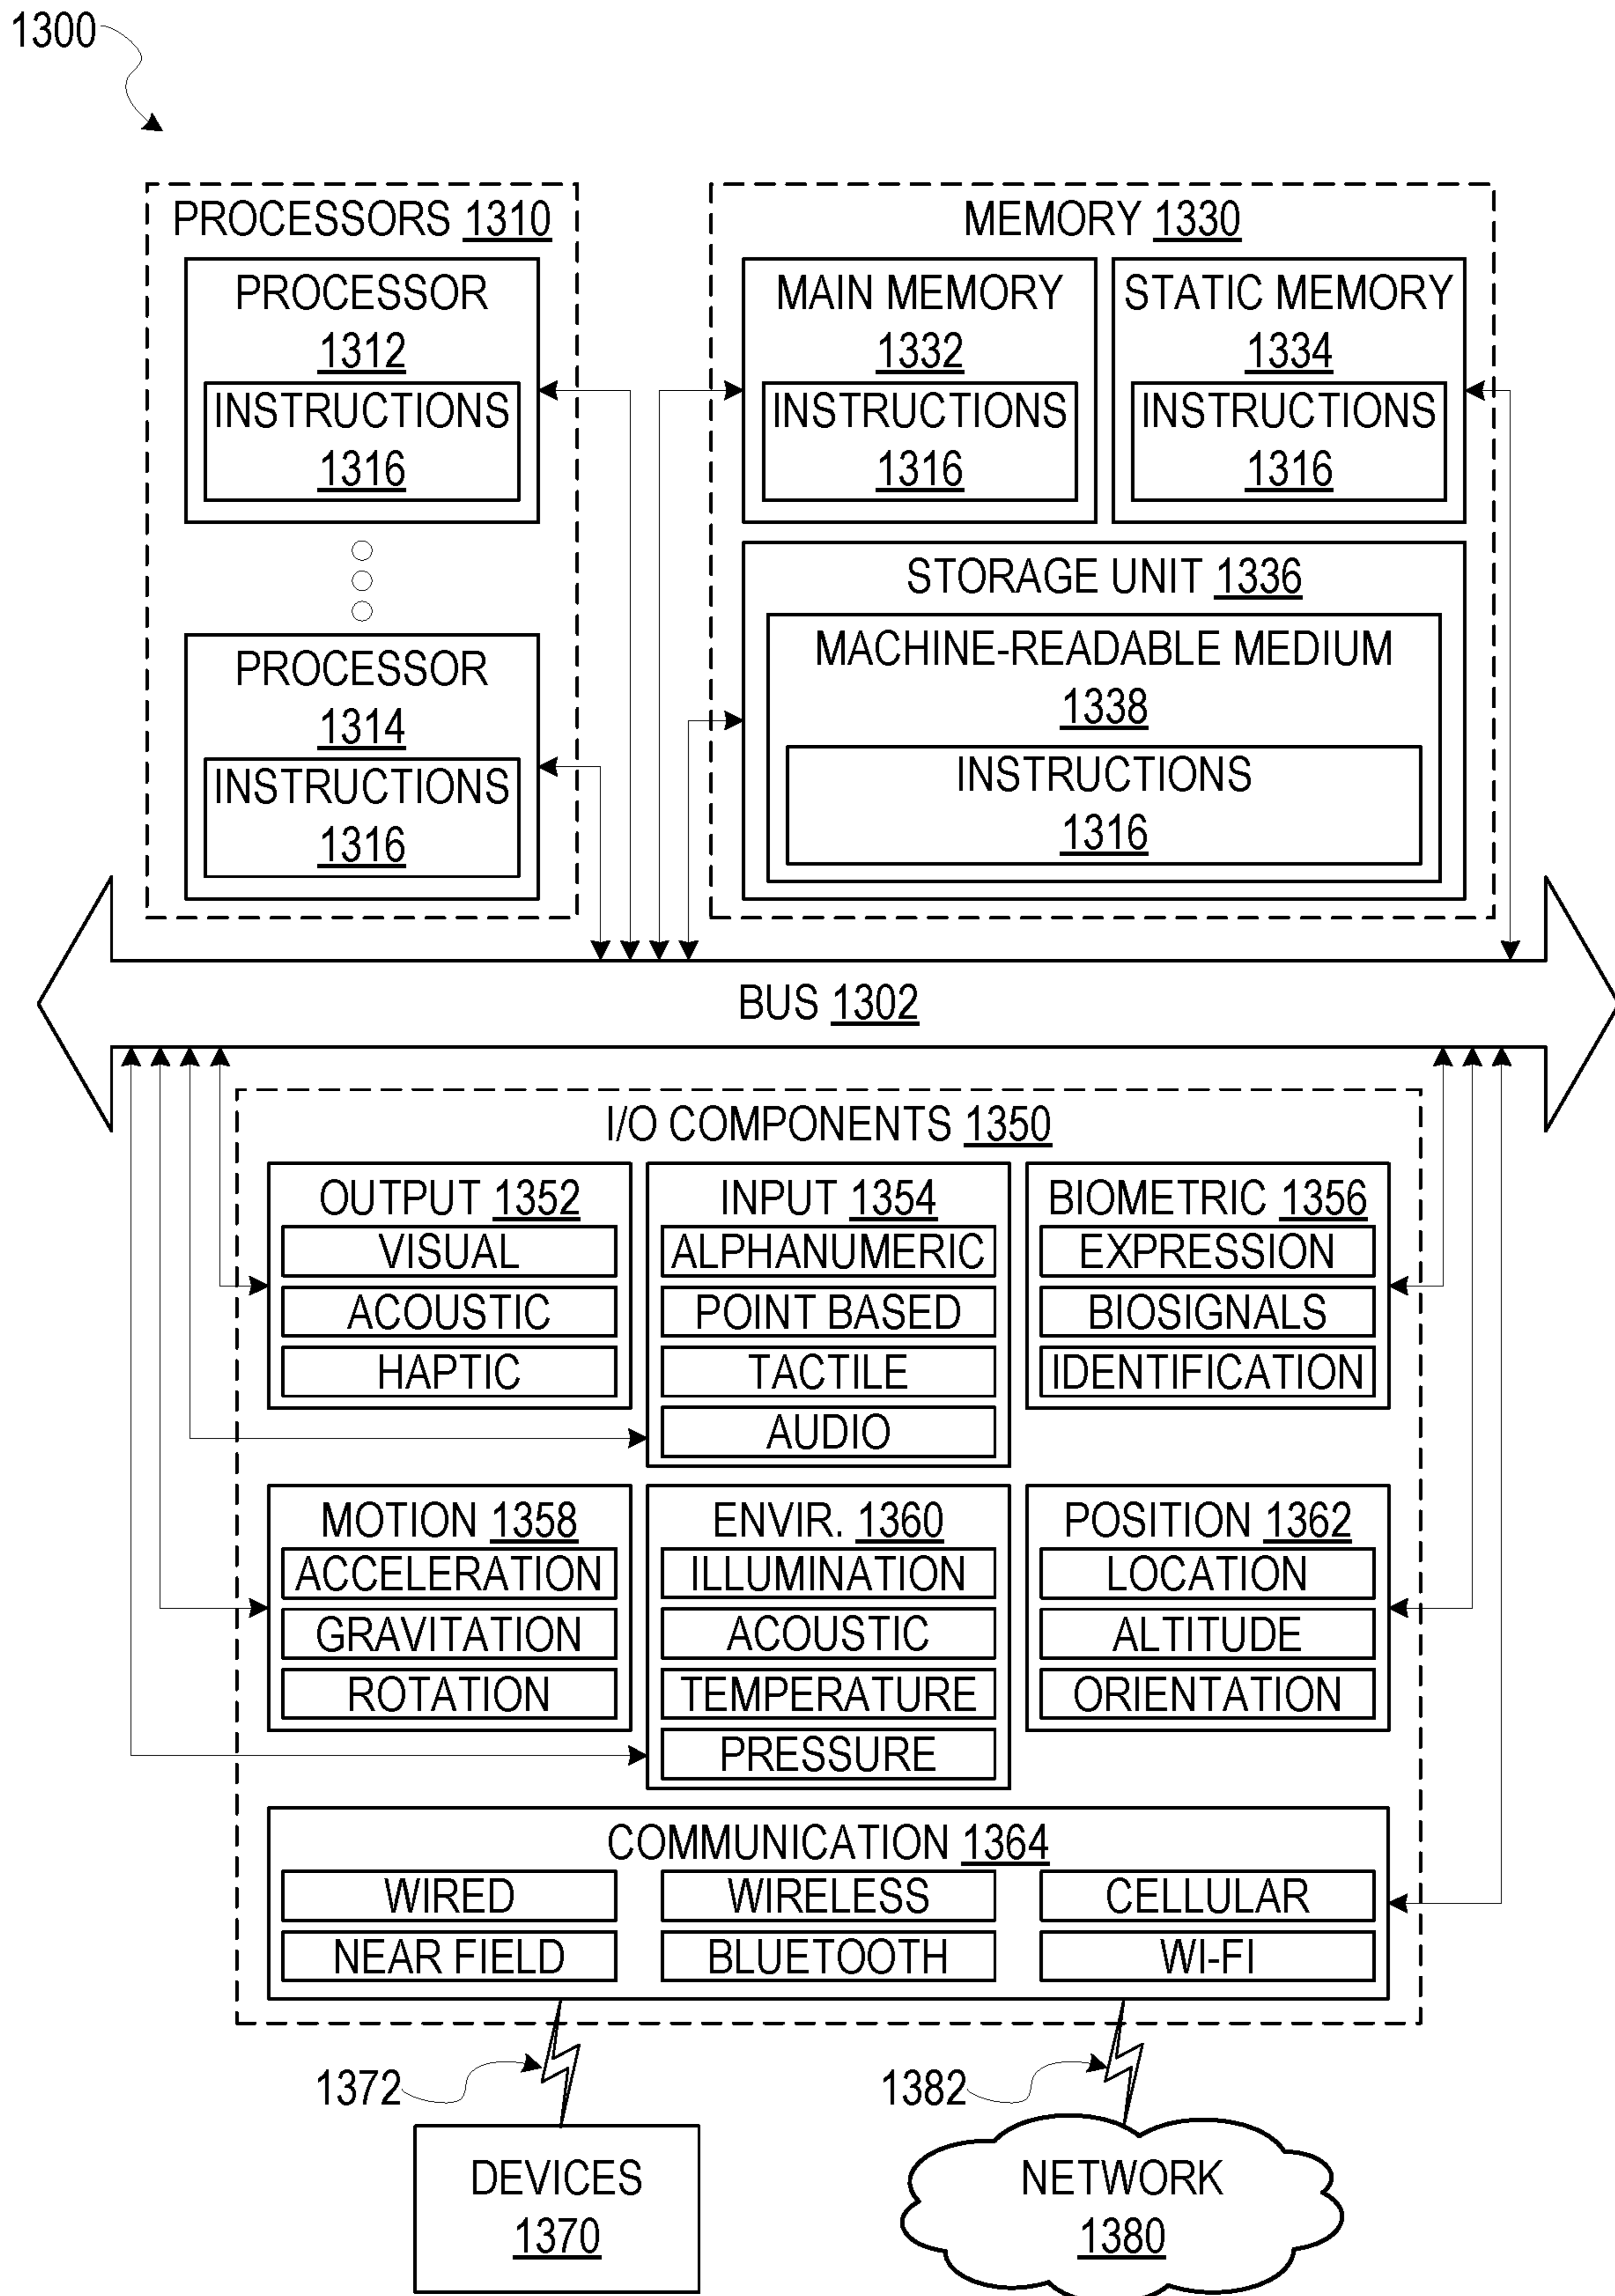 1300
PROCESSORS 1310
PROCESSOR
1312
INSTRUCTIONS
1316
PROCESSOR
1314
INSTRUCTIONS
1316
MEMORY 1330
MAIN MEMORY
1332
INSTRUCTIONS
1316
STATIC MEMORY
1334
INSTRUCTIONS
1316
STORAGE UNIT 1336
MACHINE-READABLE MEDIUM
1338
INSTRUCTIONS
1316
BUS 1302
I/O COMPONENTS 1350
OUTPUT 1352
VISUAL
ACOUSTIC
HAPTIC
INPUT 1354
ALPHANUMERIC
POINT BASED
TACTILE
AUDIO
BIOMETRIC 1356
EXPRESSION
BIOSIGNALS
IDENTIFICATION
MOTION 1358
ACCELERATION
GRAVITATION
ROTATION
ENVIR. 1360
ILLUMINATION
ACOUSTIC
TEMPERATURE
PRESSURE
POSITION 1362
LOCATION
ALTITUDE
ORIENTATION
COMMUNICATION 1364
WIRED
WIRELESS
CELLULAR
NEAR FIELD
BLUETOOTH
WI-FI
1372
1382
DEVICES
1370
NETWORK
1380